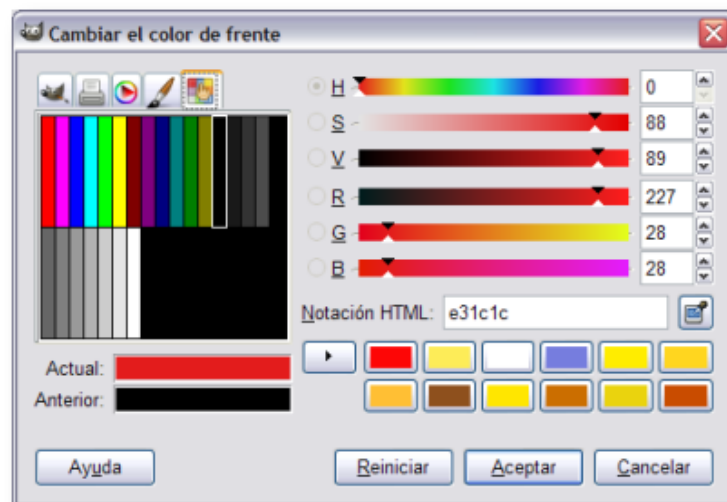 Cambiar el color de frente
H 0
S 88
V 89
R 227
G 28
B 28
Notación HTML: e31c1c
Actual:
Anterior:
Ayuda Reiniciar Aceptar Cancelar